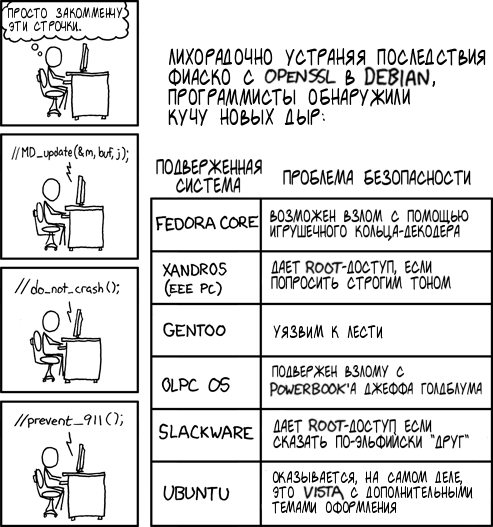 ПРОСТО ЗАКОММЕНЧУ
ЭТИ СТРОЧКИ.
//MD_update(&m, buf, j);
//do_not_crash();
//prevent_911();
ЛИХОРАДОЧНО УСТРАНЯЯ ПОСЛЕДСТВИЯ
ФИАСКО С OPENSSL В DEBIAN,
ПРОГРАММИСТЫ ОБНАРУЖИЛИ
КУЧУ НОВЫХ ДЫР:
ПОДВЕРЖЕННАЯ
СИСТЕМА
ПРОБЛЕМА БЕЗОПАСНОСТИ
FEDORA CORE
ВОЗМОЖЕН ВЗЛОМ С ПОМОЩЬЮ
ИГРУШЕЧНОГО КОЛЬЦА-ДЕКОДЕРА
XANDROS
(EEE PC)
ДАЕТ ROOT-ДОСТУП, ЕСЛИ
ПОПРОСИТЬ СТРОГИМ ТОНОМ
GENTOO
УЯЗВИМ К ЛЕСТИ
OLPC OS
ПОДВЕРЖЕН ВЗЛОМУ С
POWERBOOK'А ДЖЕФФА ГОЛДБЛУМА
SLACKWARE
ДАЕТ ROOT-ДОСТУП ЕСЛИ
СКАЗАТЬ ПО-ЭЛЬФИЙСКИ "ДРУГ"
UBUNTU
ОКАЗЫВАЕТСЯ, НА САМОМ ДЕЛЕ,
ЭТО VISTA С ДОПОЛНИТЕЛЬНЫМИ
ТЕМАМИ ОФОРМЛЕНИЯ